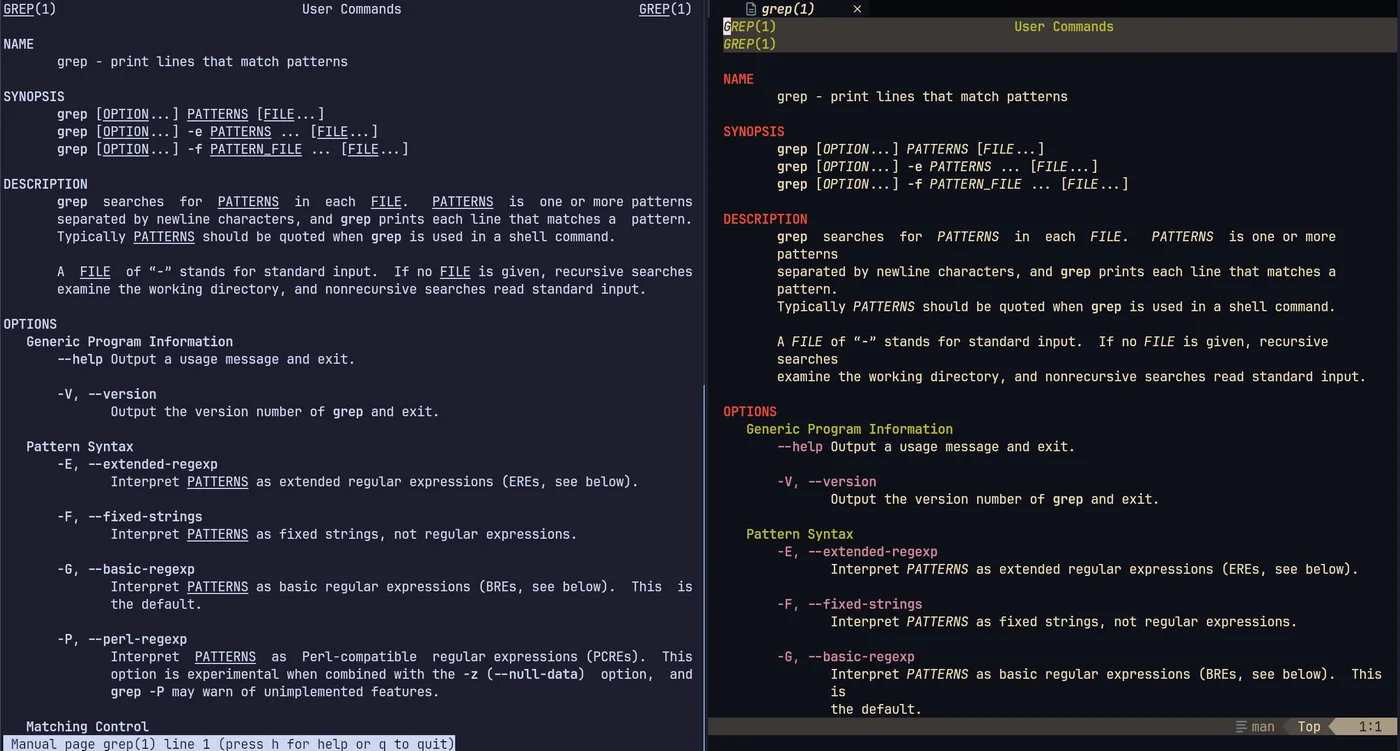 GREP(1) User Commands GREP(1)
NAME
grep - print lines that match patterns
SYNOPSIS
grep [OPTION...] PATTERNS [FILE...]
grep [OPTION...] -e PATTERNS ... [FILE...]
grep [OPTION...] -f PATTERN_FILE ... [FILE...]
DESCRIPTION
grep searches for PATTERNS in each FILE. PATTERNS is one or more patterns
separated by newline characters, and grep prints each line that matches a pattern.
Typically PATTERNS should be quoted when grep is used in a shell command.
A FILE of “-” stands for standard input. If no FILE is given, recursive searches
examine the working directory, and nonrecursive searches read standard input.
OPTIONS
Generic Program Information
--help Output a usage message and exit.
-V, --version
Output the version number of grep and exit.
Pattern Syntax
-E, --extended-regexp
Interpret PATTERNS as extended regular expressions (EREs, see below).
-F, --fixed-strings
Interpret PATTERNS as fixed strings, not regular expressions.
-G, --basic-regexp
Interpret PATTERNS as basic regular expressions (BREs, see below). This is
the default.
-P, --perl-regexp
Interpret PATTERNS as Perl-compatible regular expressions (PCREs). This
option is experimental when combined with the -z (--null-data) option, and
grep -P may warn of unimplemented features.
Matching Control
Manual page grep(1) line 1 (press h for help or q to quit)
grep(1) ×
GREP(1) User Commands
GREP(1)
NAME
grep - print lines that match patterns
SYNOPSIS
grep [OPTION...] PATTERNS [FILE...]
grep [OPTION...] -e PATTERNS ... [FILE...]
grep [OPTION...] -f PATTERN_FILE ... [FILE...]
DESCRIPTION
grep searches for PATTERNS in each FILE. PATTERNS is one or more
patterns
separated by newline characters, and grep prints each line that matches a
pattern.
Typically PATTERNS should be quoted when grep is used in a shell command.
A FILE of “-” stands for standard input. If no FILE is given, recursive
searches
examine the working directory, and nonrecursive searches read standard input.
OPTIONS
Generic Program Information
--help Output a usage message and exit.
-V, --version
Output the version number of grep and exit.
Pattern Syntax
-E, --extended-regexp
Interpret PATTERNS as extended regular expressions (EREs, see below).
-F, --fixed-strings
Interpret PATTERNS as fixed strings, not regular expressions.
-G, --basic-regexp
Interpret PATTERNS as basic regular expressions (BREs, see below). This
is
the default.
man Top 1:1